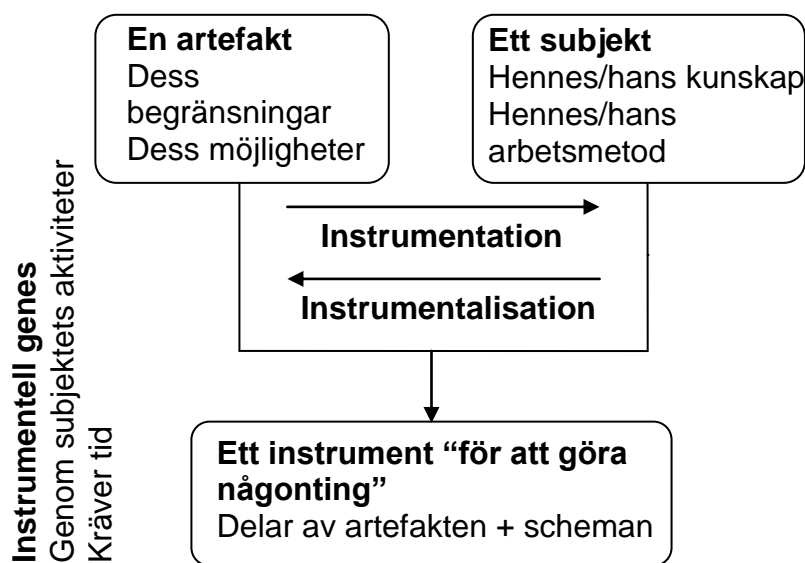 En artefakt
Dess
begränsningar
Dess möjligheter
Ett subjekt
Hennes/hans kunskap
Hennes/hans
arbetsmetod
Instrumentation
Instrumentalisation
Instrumentell genes
Genom subjektets aktiviteter
Kräver tid
Ett instrument “för att göra
någonting”
Delar av artefakten + scheman